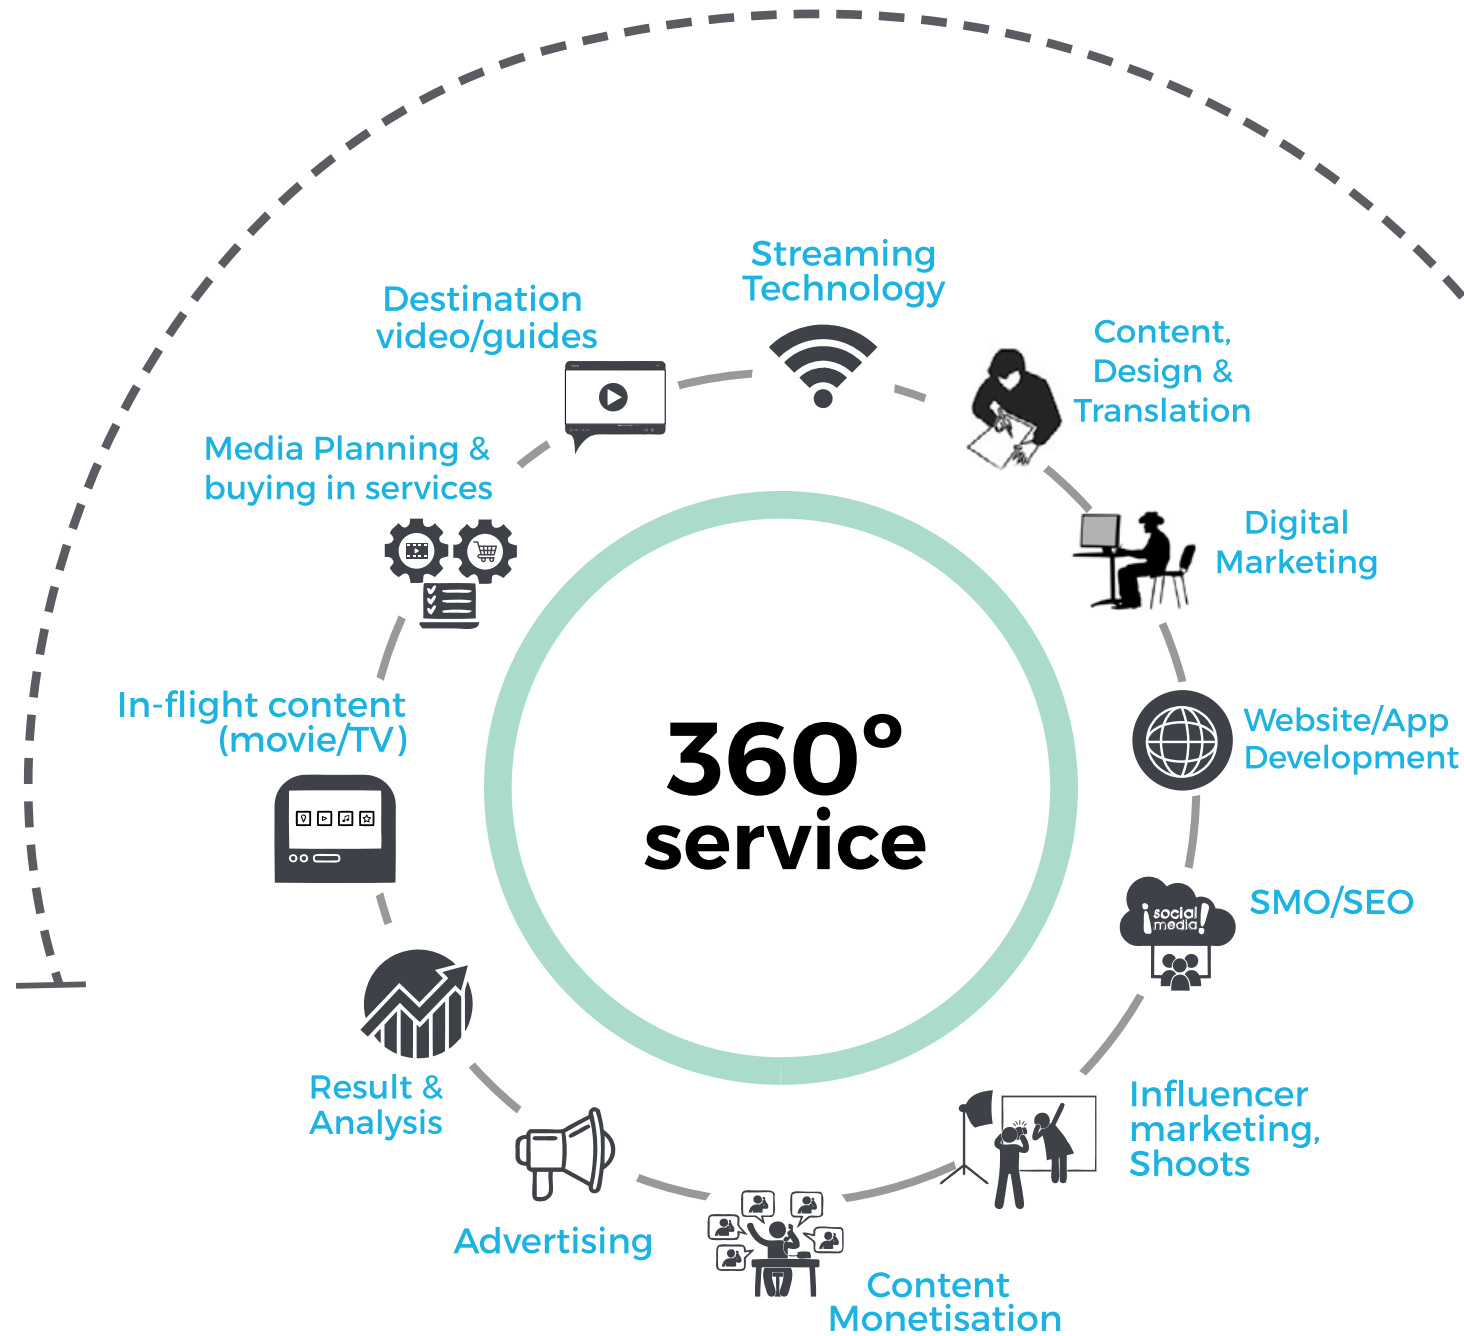 Streaming
Technology
Content,
Design &
Translation
Digital
Marketing
Website/App
Development
SMO/SEO
social
media
Influencer
marketing,
Shoots
Content
Monetisation
Advertising
Result &
Analysis
In-flight content
(movie/TV)
Media Planning &
buying in services
Destination
video/guides
360°
service